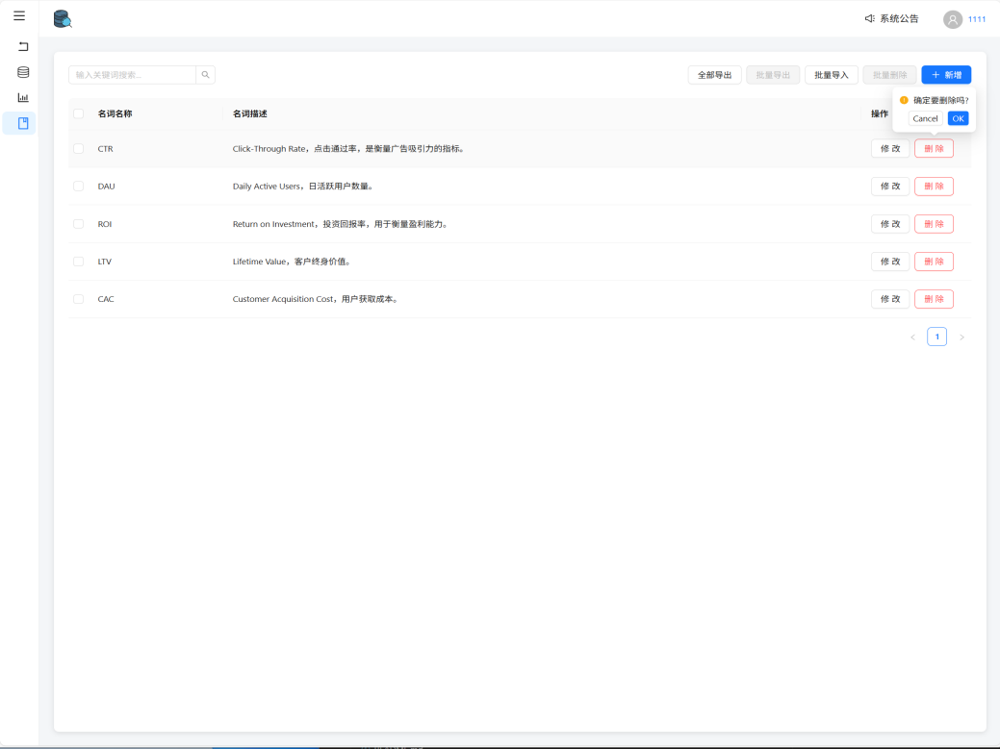 系统公告 1111
输入关键词搜索... 全部导出 批量导出 批量导入 批量删除 + 新增
确定要删除吗?
Cancel OK
名词名称 名词描述 操作
CTR Click-Through Rate，点击通过率，是衡量广告吸引力的指标。 修 改 删 除
DAU Daily Active Users，日活跃用户数量。 修 改 删 除
ROI Return on Investment，投资回报率，用于衡量盈利能力。 修 改 删 除
LTV Lifetime Value，客户终身价值。 修 改 删 除
CAC Customer Acquisition Cost，用户获取成本。 修 改 删 除
< 1 >